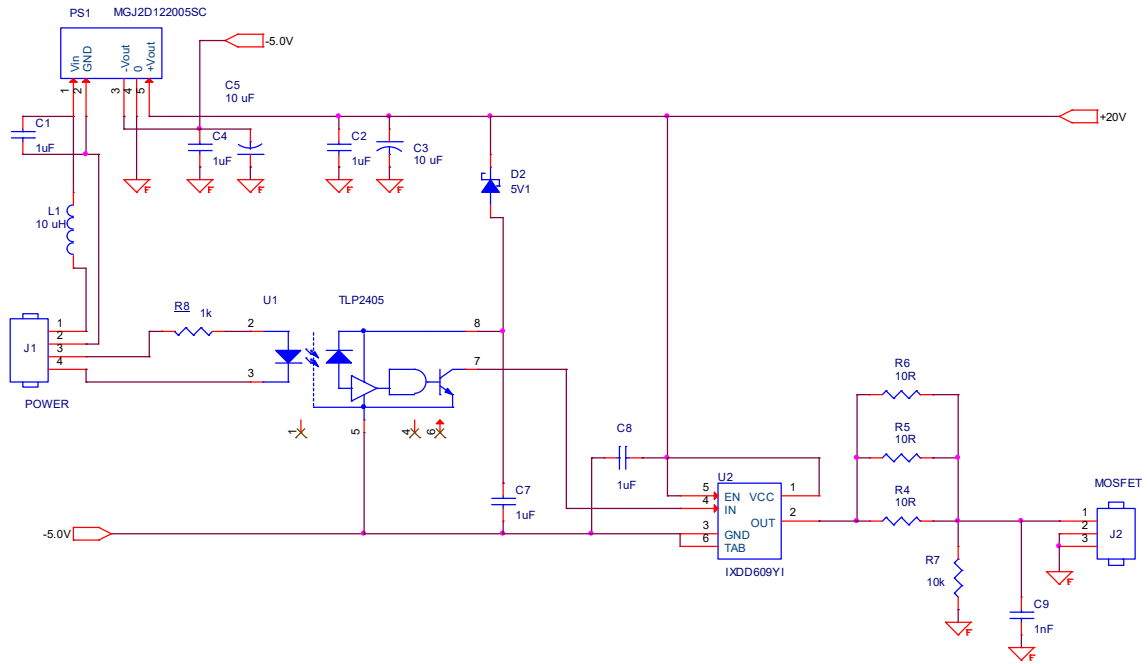 PS1 MGJ2D122005SC
Vin
GND
-Vout
0
+Vout
1
2
3
4
5
-5.0V
C5
10 uF
C1
1uF
C4
1uF
C2
1uF
C3
10 uF
+20V
D2
5V1
L1
10 uH
R8
1k
U1
TLP2405
J1
1
2
3
4
POWER
2
3
8
7
1
5
4
6
R6
10R
R5
10R
R4
10R
C8
1uF
C7
1uF
-5.0V
U2
5
4
3
6
EN
IN
GND
TAB
VCC
OUT
1
2
IXDD609YI
MOSFET
1
2
3
J2
R7
10k
C9
1nF
F
F
F
F
F
F
F
F